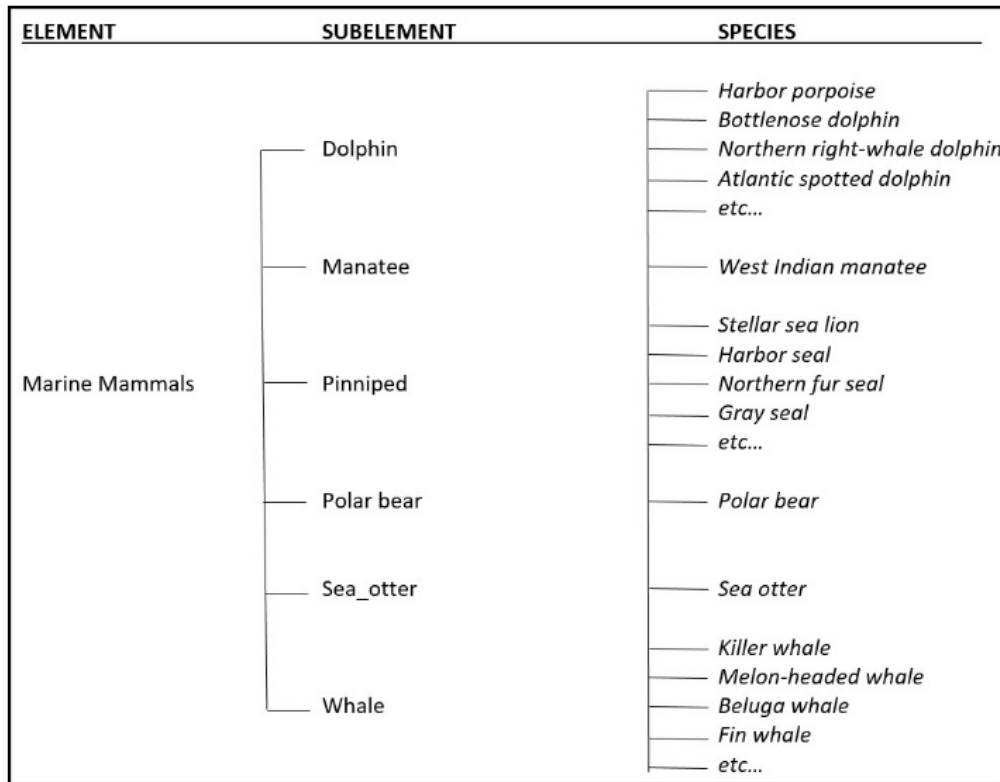 ELEMENT SUBELEMENT SPECIES
Harbor porpoise
Bottlenose dolphin
Dolphin Northern right-whale dolphin
Atlantic spotted dolphin
etc...
Manatee West Indian manatee
Stellar sea lion
Harbor seal
Marine Mammals Pinniped Northern fur seal
Gray seal
etc...
Polar bear Polar bear
Sea_otter Sea otter
Killer whale
Melon-headed whale
Whale Beluga whale
Fin whale
etc...